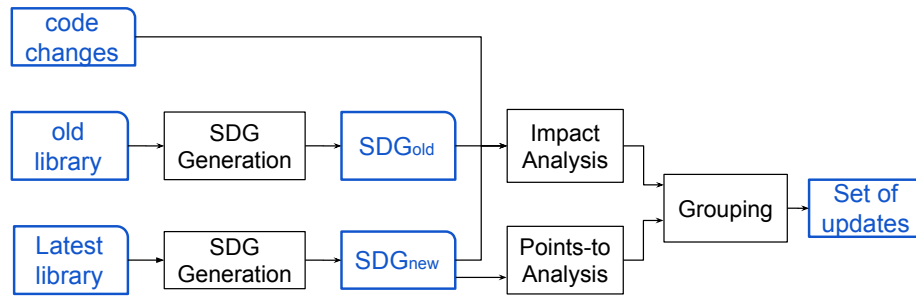 code
changes
old
library
SDG
Generation
SDGold
Impact
Analysis
Grouping
Set of
updates
Latest
library
SDG
Generation
SDGnew
Points-to
Analysis